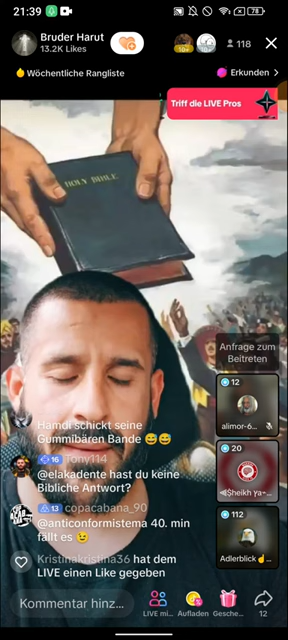 21:39
78
Bruder Harut
13.2K Likes
10+
118
Wöchentliche Rangliste
Erkunden
Triff die LIVE Pros
HOLY BIBLE
Anfrage zum
Beitreten
12
alimor-6...
20
Sheikh ya-...
112
Adlerblick
Hamdi schickt seine
Gummibären Bande
16 Tony114
@elakadente hast du keine
Biblische Antwort?
13 copacabana_90
@anticonformistema 40. min
fällt es
Kristinakristina36 hat dem
LIVE einen Like gegeben
Kommentar hinz...
LIVE mi...
Aufladen
Gesche...
12